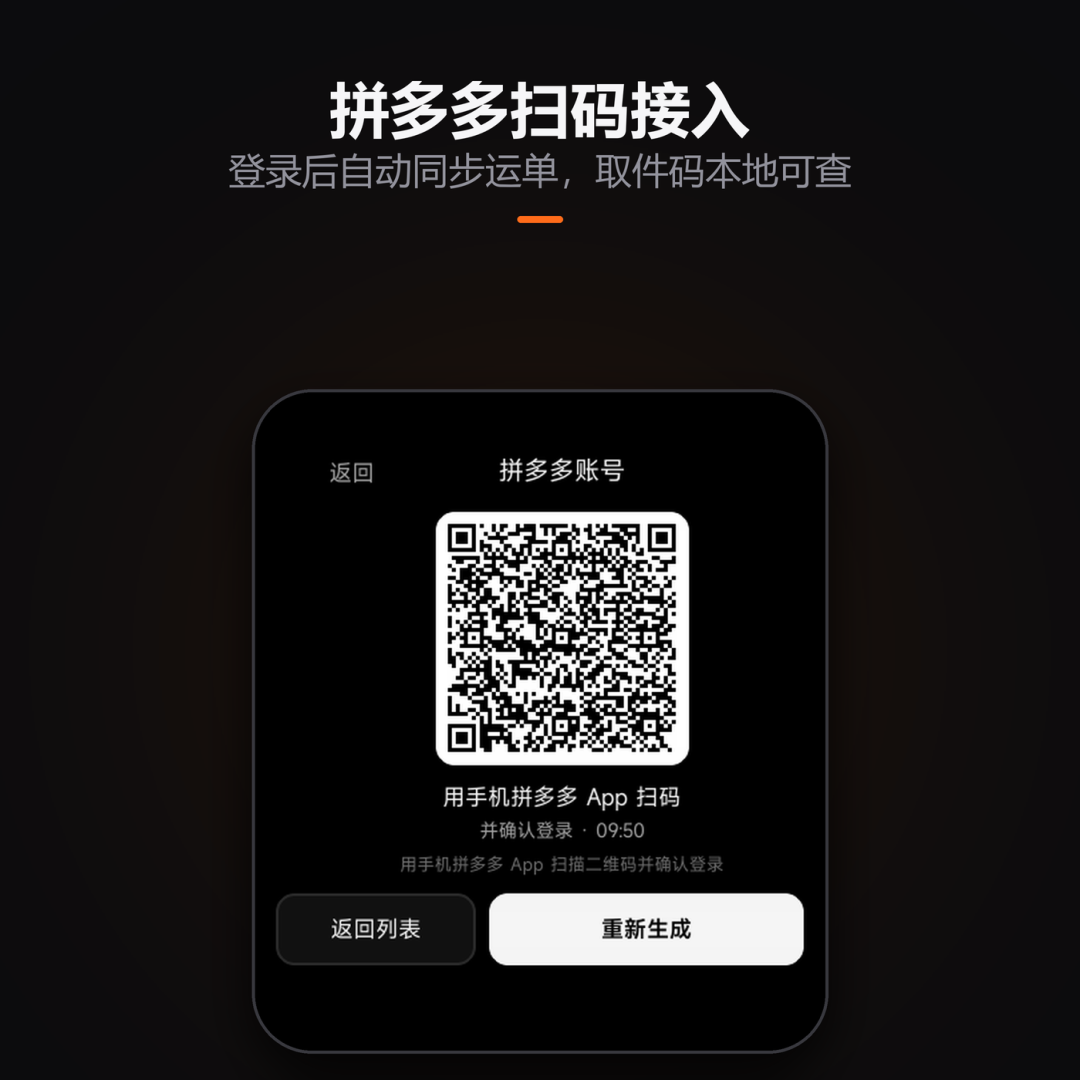 拼多多扫码接入
登录后自动同步运单，取件码本地可查
返回
拼多多账号
用手机拼多多 App 扫码
并确认登录 · 09:50
用手机拼多多 App 扫描二维码并确认登录
返回列表
重新生成